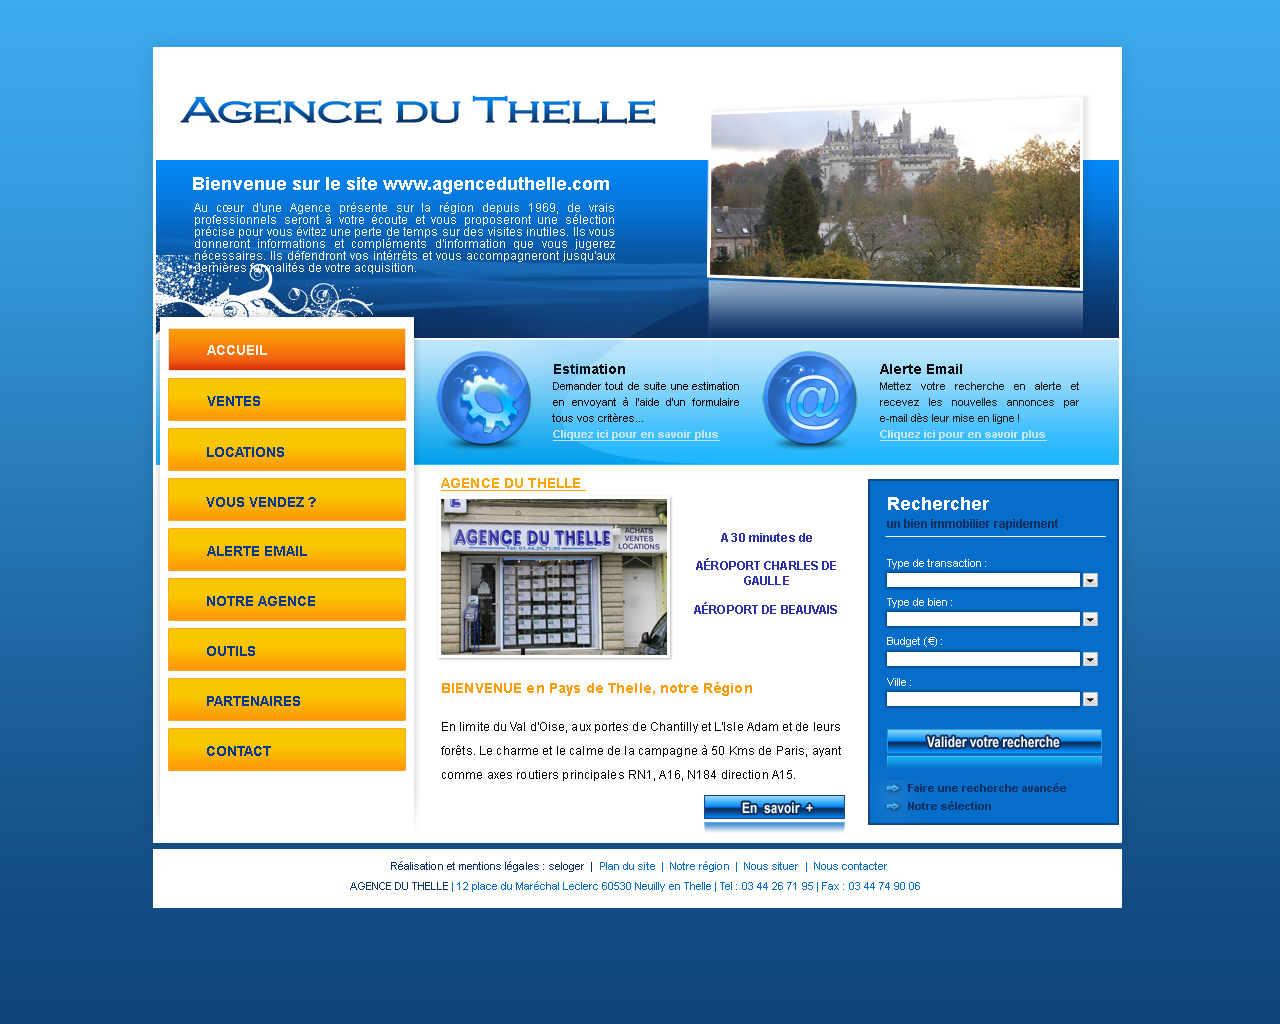 AGENCE DU THELLE
Bienvenue sur le site www.agenceduthelle.com
Au cœur d'une Agence présente sur la région depuis 1969, de vrais
professionnels seront à votre écoute et vous proposeront une sélection
précise pour vous évitez une perte de temps sur des visites inutiles. Ils vous
donneront informations et compléments d'information que vous jugerez
nécessaires. Ils défendront vos intérrêts et vous accompagneront jusqu'aux
dernières formalités de votre acquisition.
ACCUEIL
VENTES
LOCATIONS
VOUS VENDEZ ?
ALERTE EMAIL
NOTRE AGENCE
OUTILS
PARTENAIRES
CONTACT
Estimation
Demander tout de suite une estimation
en envoyant à l'aide d'un formulaire
tous vos critères...
Cliquez ici pour en savoir plus
@
Alerte Email
Mettez votre recherche en alerte et
recevez les nouvelles annonces par
e-mail dès leur mise en ligne !
Cliquez ici pour en savoir plus
AGENCE DU THELLE
AGENCE DU THELLE
Tél: 03.44.26.71.95
ACHATS
VENTES
LOCATIONS
A 30 minutes de
AÉROPORT CHARLES DE
GAULLE
AÉROPORT DE BEAUVAIS
BIENVENUE en Pays de Thelle, notre Région
En limite du Val d'Oise, aux portes de Chantilly et L'Isle Adam et de leurs
forêts. Le charme et le calme de la campagne à 50 Kms de Paris, ayant
comme axes routiers principales RN1, A16, N184 direction A15.
En savoir +
Rechercher
un bien immobilier rapidement
Type de transaction :
Type de bien :
Budget (€) :
Ville :
Valider votre recherche
Faire une recherche avancée
Notre sélection
Réalisation et mentions légales : seloger | Plan du site | Notre région | Nous situer | Nous contacter
AGENCE DU THELLE | 12 place du Maréchal Leclerc 60530 Neuilly en Thelle | Tel : 03 44 26 71 95 | Fax : 03 44 74 90 06